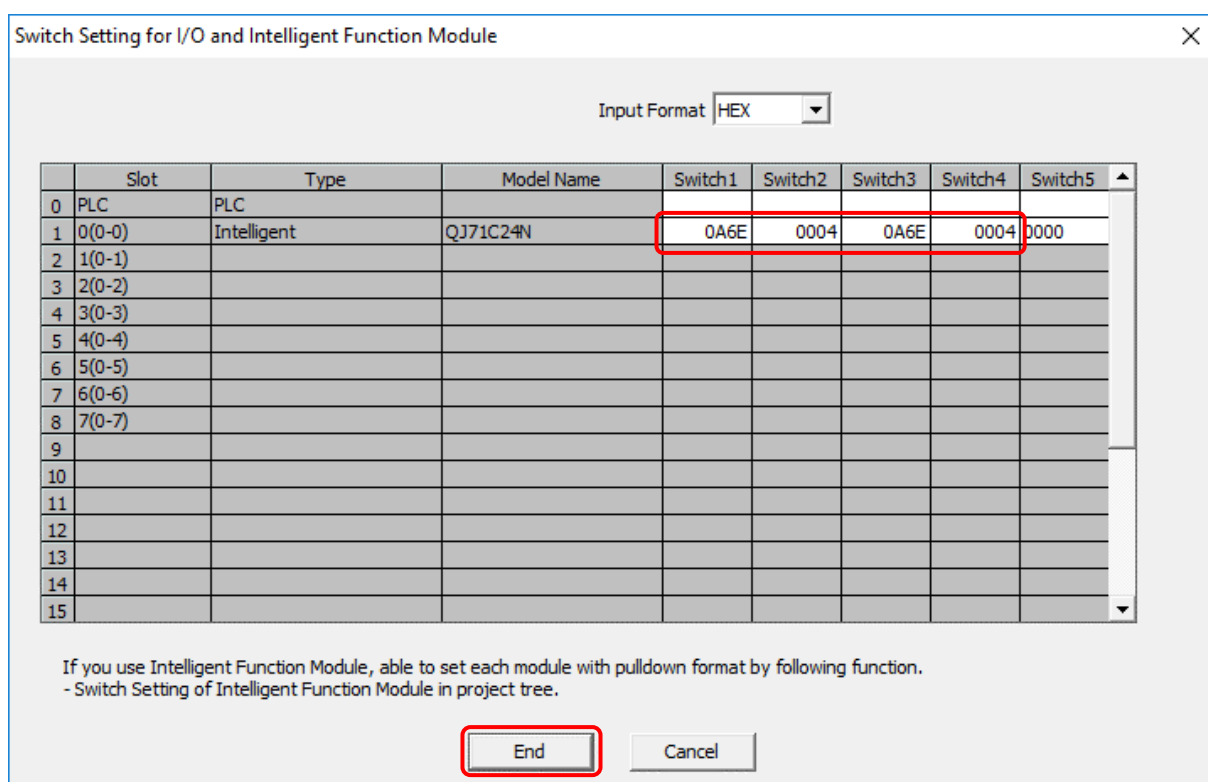 Switch Setting for I/O and Intelligent Function Module
Input Format HEX
Slot Type Model Name Switch1 Switch2 Switch3 Switch4 Switch5
0 PLC PLC
1 0(0-0) Intelligent QJ71C24N 0A6E 0004 0A6E 0004 0000
2 1(0-1)
3 2(0-2)
4 3(0-3)
5 4(0-4)
6 5(0-5)
7 6(0-6)
8 7(0-7)
9
10
11
12
13
14
15
If you use Intelligent Function Module, able to set each module with pulldown format by following function.
- Switch Setting of Intelligent Function Module in project tree.
End Cancel